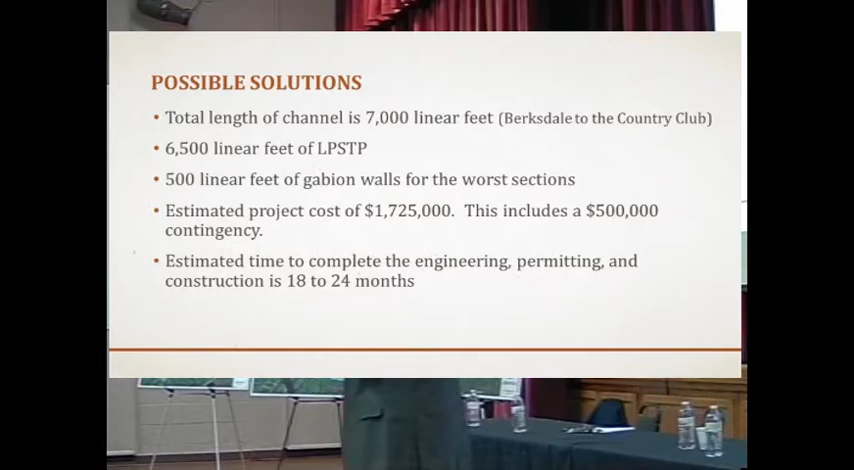 POSSIBLE SOLUTIONS
• Total length of channel is 7,000 linear feet (Berksdale to the Country Club)
• 6,500 linear feet of LPSTP
• 500 linear feet of gabion walls for the worst sections
• Estimated project cost of $1,725,000.  This includes a $500,000
contingency.
• Estimated time to complete the engineering, permitting, and
construction is 18 to 24 months